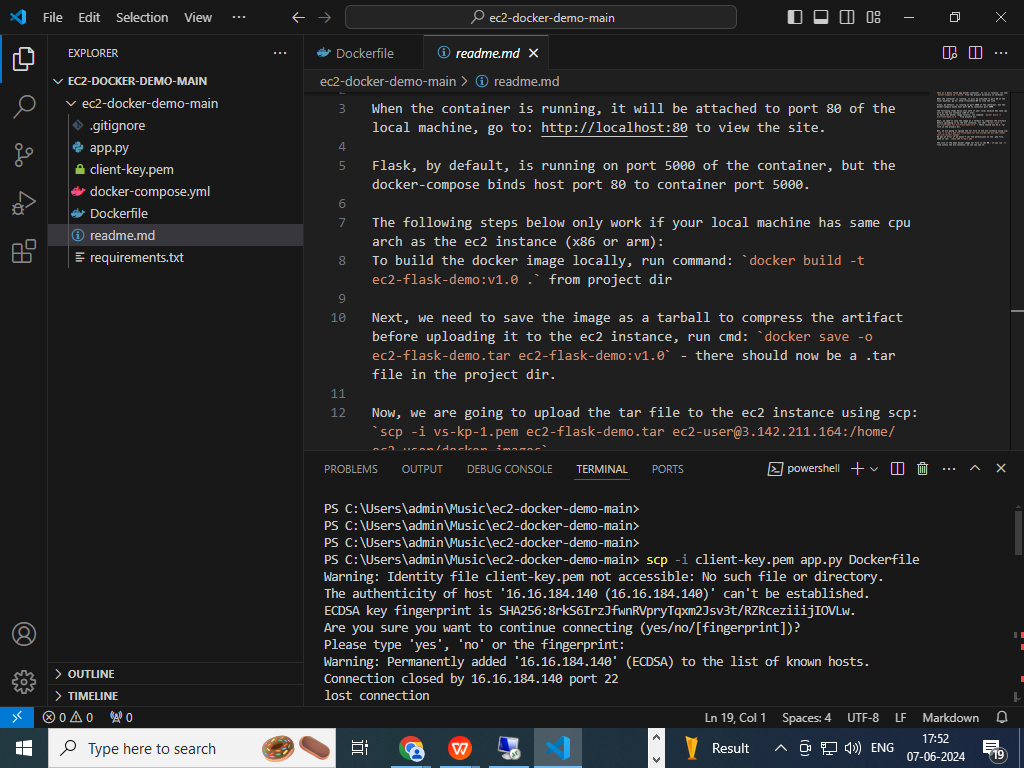 File Edit Selection View ··· ec2-docker-demo-main
EXPLORER ···
EC2-DOCKER-DEMO-MAIN
ec2-docker-demo-main
.gitignore
app.py
client-key.pem
docker-compose.yml
Dockerfile
readme.md
requirements.txt
OUTLINE
TIMELINE
Dockerfile readme.md
ec2-docker-demo-main > readme.md
3 When the container is running, it will be attached to port 80 of the
local machine, go to: http://localhost:80 to view the site.
4
5 Flask, by default, is running on port 5000 of the container, but the
docker-compose binds host port 80 to container port 5000.
6
7 The following steps below only work if your local machine has same cpu
arch as the ec2 instance (x86 or arm):
8 To build the docker image locally, run command: `docker build -t
ec2-flask-demo:v1.0 .` from project dir
9
10 Next, we need to save the image as a tarball to compress the artifact
before uploading it to the ec2 instance, run cmd: `docker save -o
ec2-flask-demo.tar ec2-flask-demo:v1.0` - there should now be a .tar
file in the project dir.
11
12 Now, we are going to upload the tar file to the ec2 instance using scp:
`scp -i vs-kp-1.pem ec2-flask-demo.tar ec2-user@3.142.211.164:/home/
ec2-user/docker-images`
PROBLEMS OUTPUT DEBUG CONSOLE TERMINAL PORTS powershell
PS C:\Users\admin\Music\ec2-docker-demo-main>
PS C:\Users\admin\Music\ec2-docker-demo-main>
PS C:\Users\admin\Music\ec2-docker-demo-main>
PS C:\Users\admin\Music\ec2-docker-demo-main> scp -i client-key.pem app.py Dockerfile
Warning: Identity file client-key.pem not accessible: No such file or directory.
The authenticity of host '16.16.184.140 (16.16.184.140)' can't be established.
ECDSA key fingerprint is SHA256:8rkS6IrzJfwnRVpryTqxm2Jsv3t/RZRceziiijIOVLw.
Are you sure you want to continue connecting (yes/no/[fingerprint])?
Please type 'yes', 'no' or the fingerprint:
Warning: Permanently added '16.16.184.140' (ECDSA) to the list of known hosts.
Connection closed by 16.16.184.140 port 22
lost connection
0 0 0 Ln 19, Col 1 Spaces: 4 UTF-8 LF Markdown
Type here to search Result ENG 17:52
07-06-2024
19